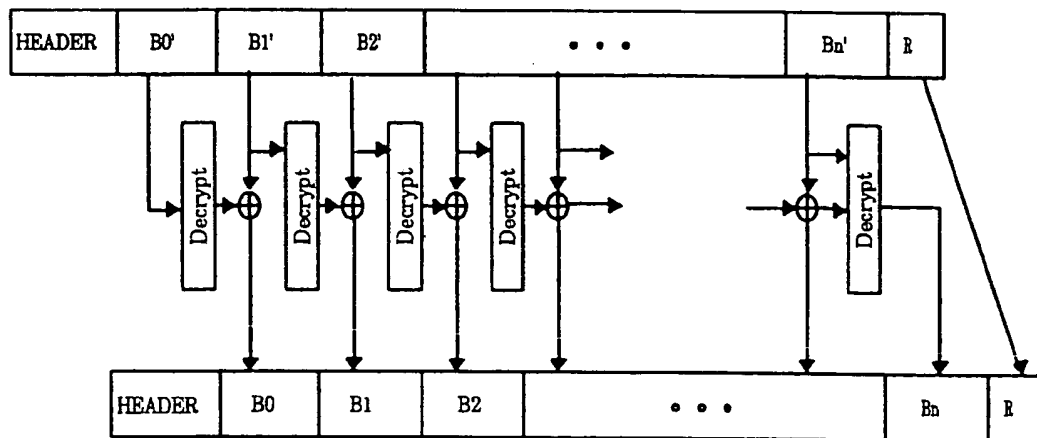 HEADER B0' B1' B2' • • • Bn' R
Decrypt Decrypt Decrypt Decrypt Decrypt
HEADER B0 B1 B2 • • • Bn R